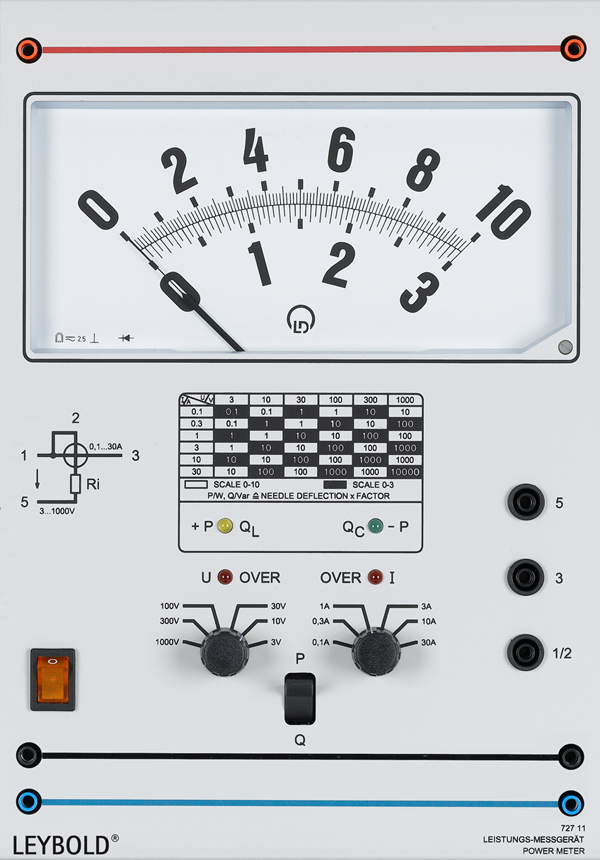 0 2 4 6 8 10
0 1 2 3
LD
2,5
I/A U/V 3 10 30 100 300 1000
0.1 0.1 0.1 1 1 10 10
0.3 0.1 1 1 10 10 100
1 1 1 10 10 100 100
3 1 10 10 100 100 1000
10 10 10 100 100 1000 1000
30 10 100 100 1000 1000 10000
SCALE 0-10 SCALE 0-3
P/W, Q/Var ≙ NEEDLE DEFLECTION x FACTOR
+ P QL QC - P
2
1 0,1...30A 3
Ri
5
3...1000V
5
3
1/2
U OVER OVER I
100V 30V
300V 10V
1000V 3V
1A 3A
0,3A 10A
0,1A 30A
P
Q
LEYBOLD®
727 11
LEISTUNGS-MESSGERÄT
POWER METER